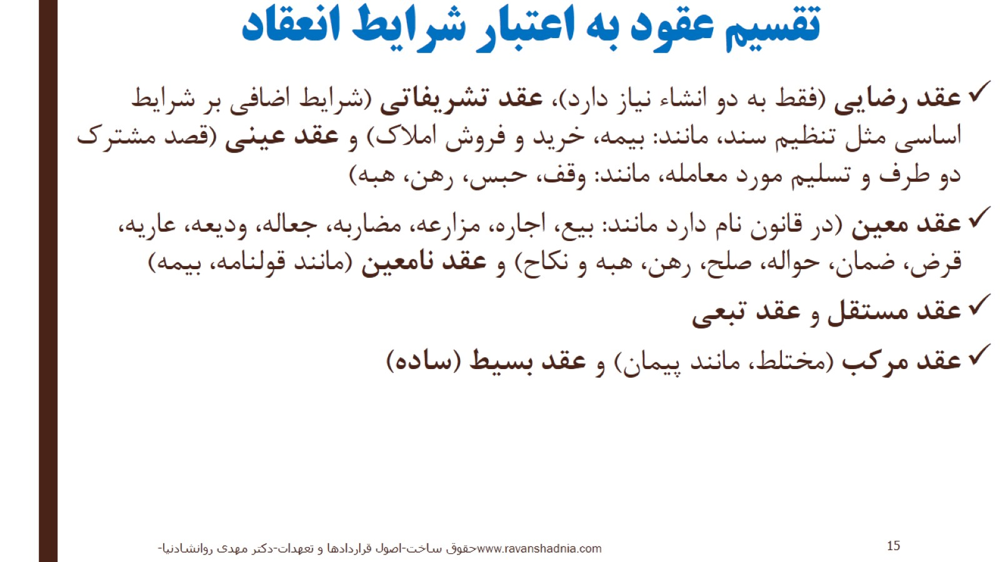 تقسیم عقود به اعتبار شرایط انعقاد
✓ عقد رضایی (فقط به دو انشاء نیاز دارد)، عقد تشریفاتی (شرایط اضافی بر شرایط
اساسی مثل تنظیم سند، مانند: بیمه، خرید و فروش املاک) و عقد عینی (قصد مشترک
دو طرف و تسلیم مورد معامله، مانند: وقف، حبس، رهن، هبه)
✓ عقد معین (در قانون نام دارد مانند: بیع، اجاره، مزارعه، مضاربه، جعاله، ودیعه، عاریه،
قرض، ضمان، حواله، صلح، رهن، هبه و نکاح) و عقد نامعین (مانند قولنامه، بیمه)
✓ عقد مستقل و عقد تبعی
✓ عقد مرکب (مختلط، مانند پیمان) و عقد بسیط (ساده)
www.ravanshadnia.comحقوق ساخت-اصول قراردادها و تعهدات-دکتر مهدی روانشادنیا-
15